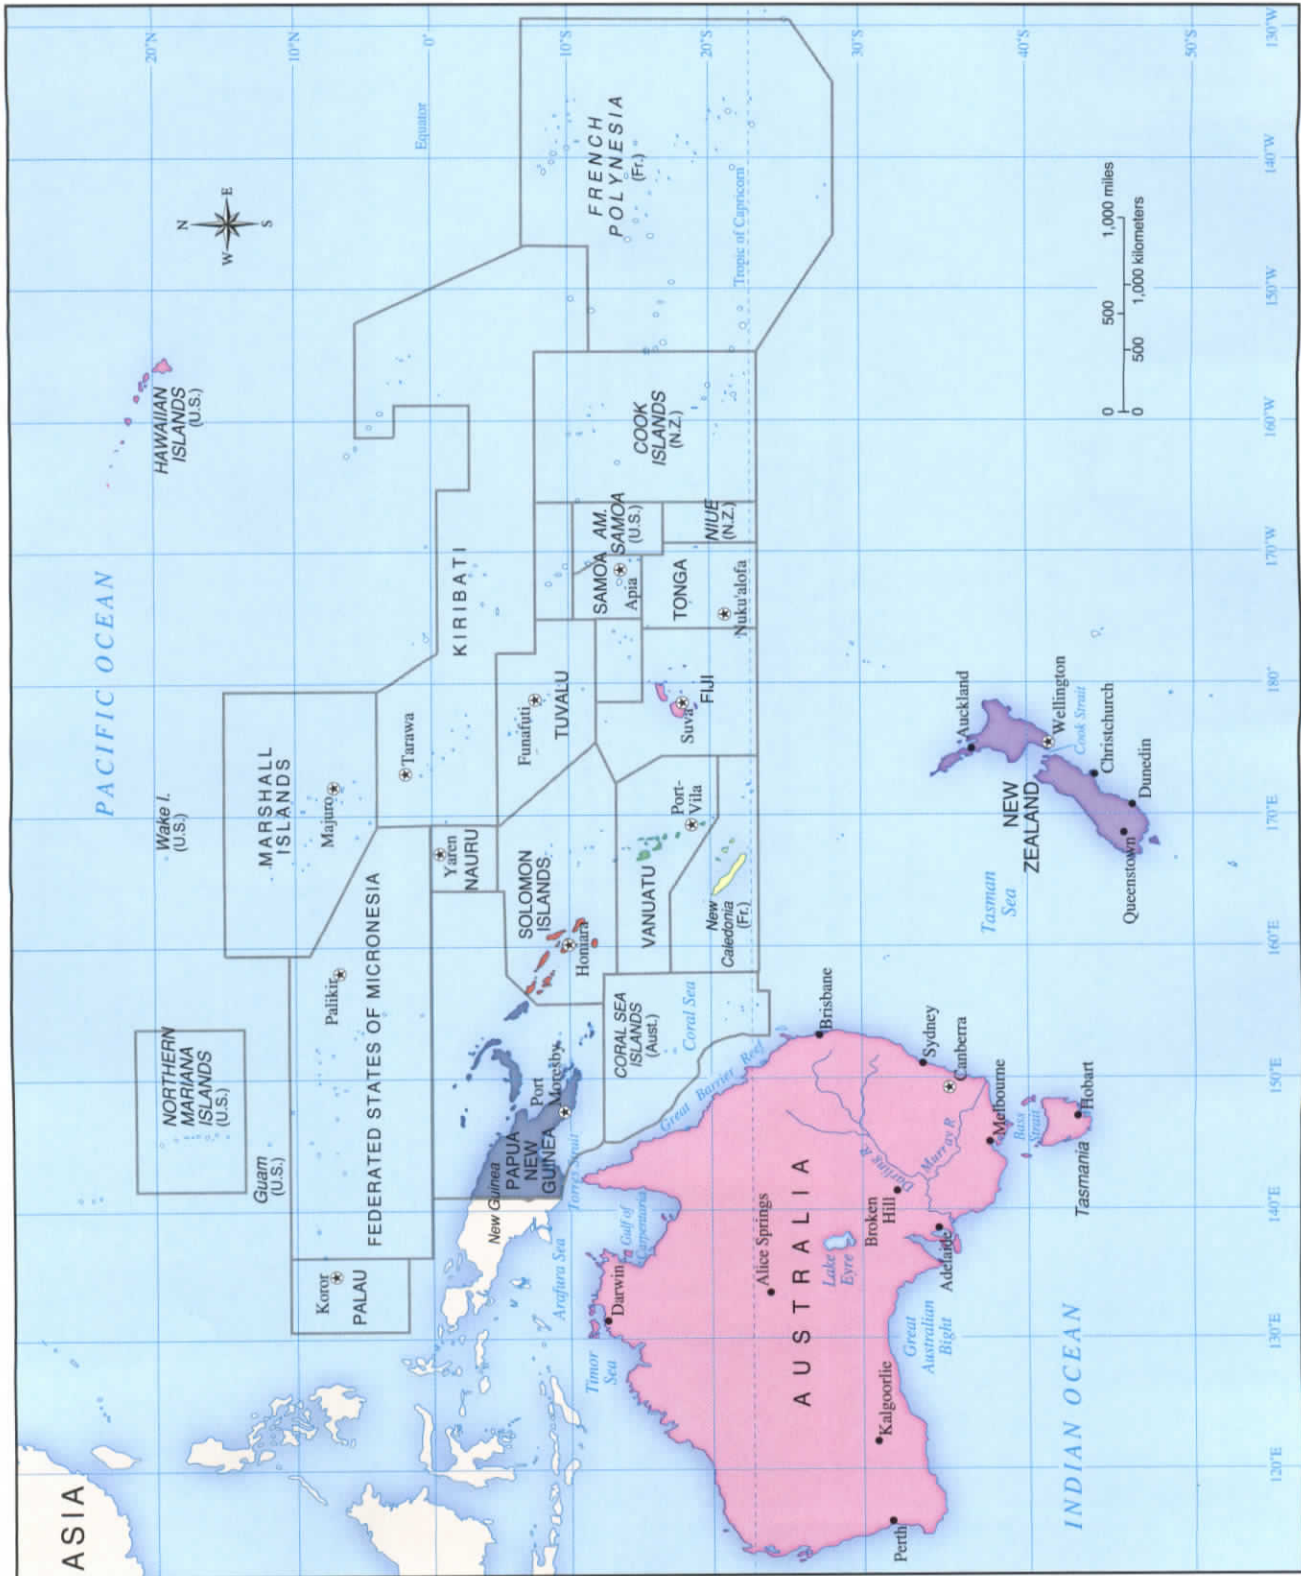 20°N
10°N
0°
10°S
20°S
30°S
40°S
50°S
130°W
140°W
150°W
160°W
170°W
180°
170°E
160°E
150°E
140°E
130°E
120°E
Equator
Tropic of Capricorn
N
E
S
W
0 500 1,000 miles
0 500 1,000 kilometers
ASIA
PACIFIC OCEAN
HAWAIIAN
ISLANDS
(U.S.)
Wake I.
(U.S.)
NORTHERN
MARIANA
ISLANDS
(U.S.)
Guam
(U.S.)
MARSHALL
ISLANDS
Majuro
FEDERATED STATES OF MICRONESIA
Palikir
Koror
PALAU
KIRIBATI
Tarawa
Yaren
NAURU
SOLOMON
ISLANDS
Honiara
Funafuti
TUVALU
FRENCH
POLYNESIA
(Fr.)
COOK
ISLANDS
(N.Z.)
SAMOA
Apia
AM.
SAMOA
(U.S.)
NIUE
(N.Z.)
TONGA
Nuku'alofa
Suva
FIJI
VANUATU
Port-
Vila
New
Caledonia
(Fr.)
CORAL SEA
ISLANDS
(Aust.)
Coral Sea
Great Barrier Reef
New Guinea
PAPUA
NEW
GUINEA
Port
Moresby
Torres Strait
Arafura Sea
Gulf of
Carpentaria
Timor
Sea
Darwin
AUSTRALIA
Alice Springs
Lake
Eyre
Broken
Hill
Darling R.
Murray R.
Brisbane
Sydney
Canberra
Melbourne
Adelaide
Kalgoorlie
Perth
Great
Australian
Bight
Bass
Strait
Hobart
Tasmania
INDIAN OCEAN
Tasman
Sea
NEW
ZEALAND
Auckland
Wellington
Cook Strait
Christchurch
Dunedin
Queenstown